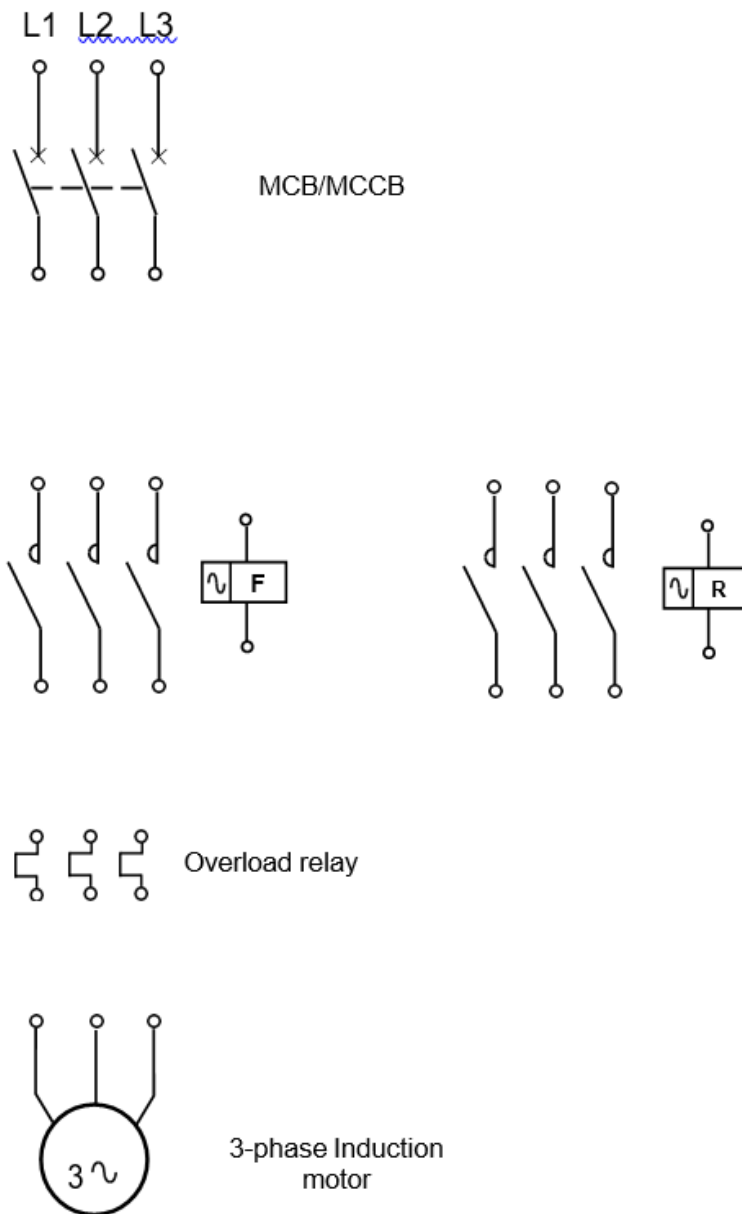 L1 L2 L3
MCB/MCCB
F
R
Overload relay
3-phase Induction
motor
3